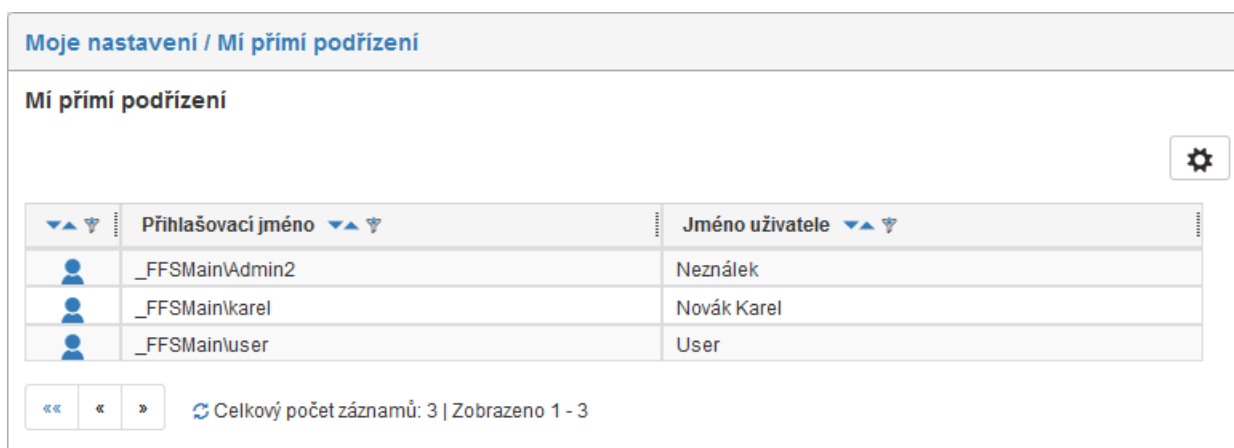 Moje nastavení / Mí přímí podřízení
Mí přímí podřízení
Přihlašovací jméno Jméno uživatele
_FFSMain\Admin2 Neználek
_FFSMain\karel Novák Karel
_FFSMain\user User
«« « » Celkový počet záznamů: 3 | Zobrazeno 1 - 3